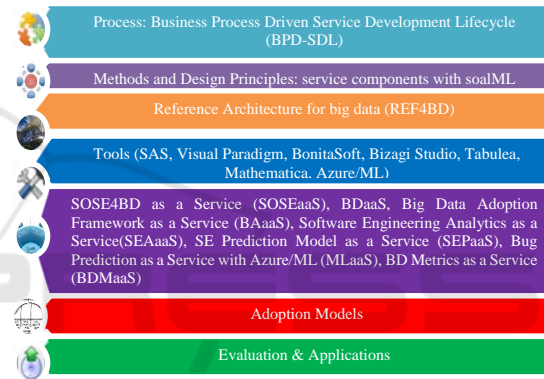 Process: Business Process Driven Service Development Lifecycle
(BPD-SDL)
Methods and Design Principles: service components with soalML
Reference Architecture for big data (REF4BD)
Tools (SAS, Visual Paradigm, BonitaSoft, Bizagi Studio, Tabulea,
Mathematica. Azure/ML)
SOSE4BD as a Service (SOSEaaS), BDaaS, Big Data Adoption
Framework as a Service (BAaaS), Software Engineering Analytics as a
Service(SEAaaS), SE Prediction Model as a Service (SEPaaS), Bug
Prediction as a Service with Azure/ML (MLaaS), BD Metrics as a Service
(BDMaaS)
Adoption Models
Evaluation & Applications